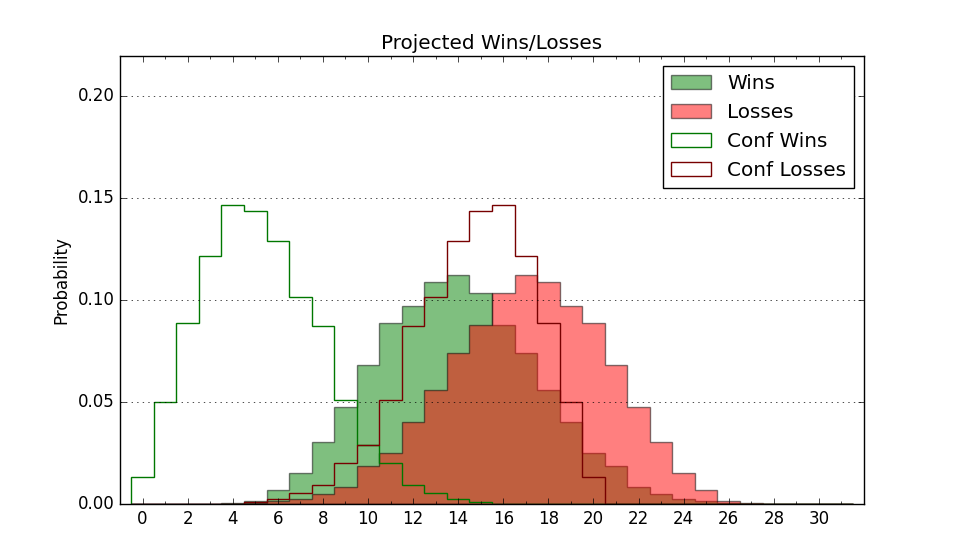 Projected Wins/Losses
Wins
Losses
Conf Wins
Conf Losses
Probability
0.20
0.15
0.10
0.05
0.00
0 2 4 6 8 10 12 14 16 18 20 22 24 26 28 30